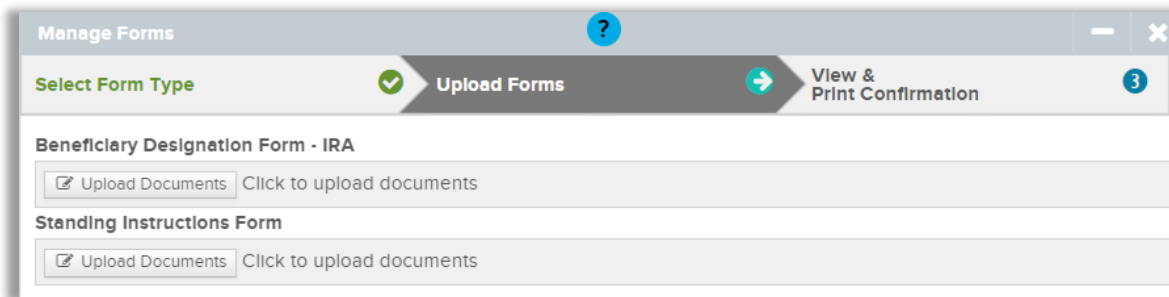 Manage Forms ?
Select Form Type
Upload Forms
View &
Print Confirmation
3
Beneficiary Designation Form - IRA
Upload Documents Click to upload documents
Standing Instructions Form
Upload Documents Click to upload documents